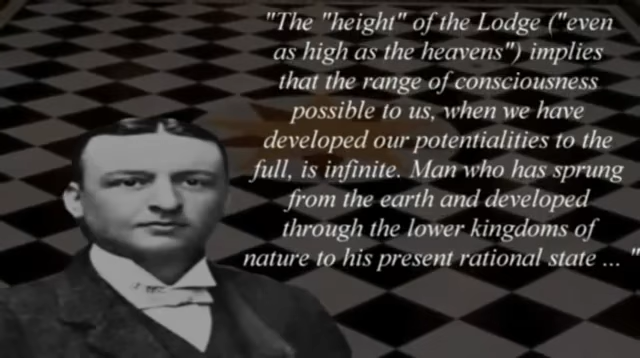 "The "height" of the Lodge ("even
as high as the heavens") implies
that the range of consciousness
possible to us, when we have
developed our potentialities to the
full, is infinite. Man who has sprung
from the earth and developed
through the lower kingdoms of
nature to his present rational state ... "